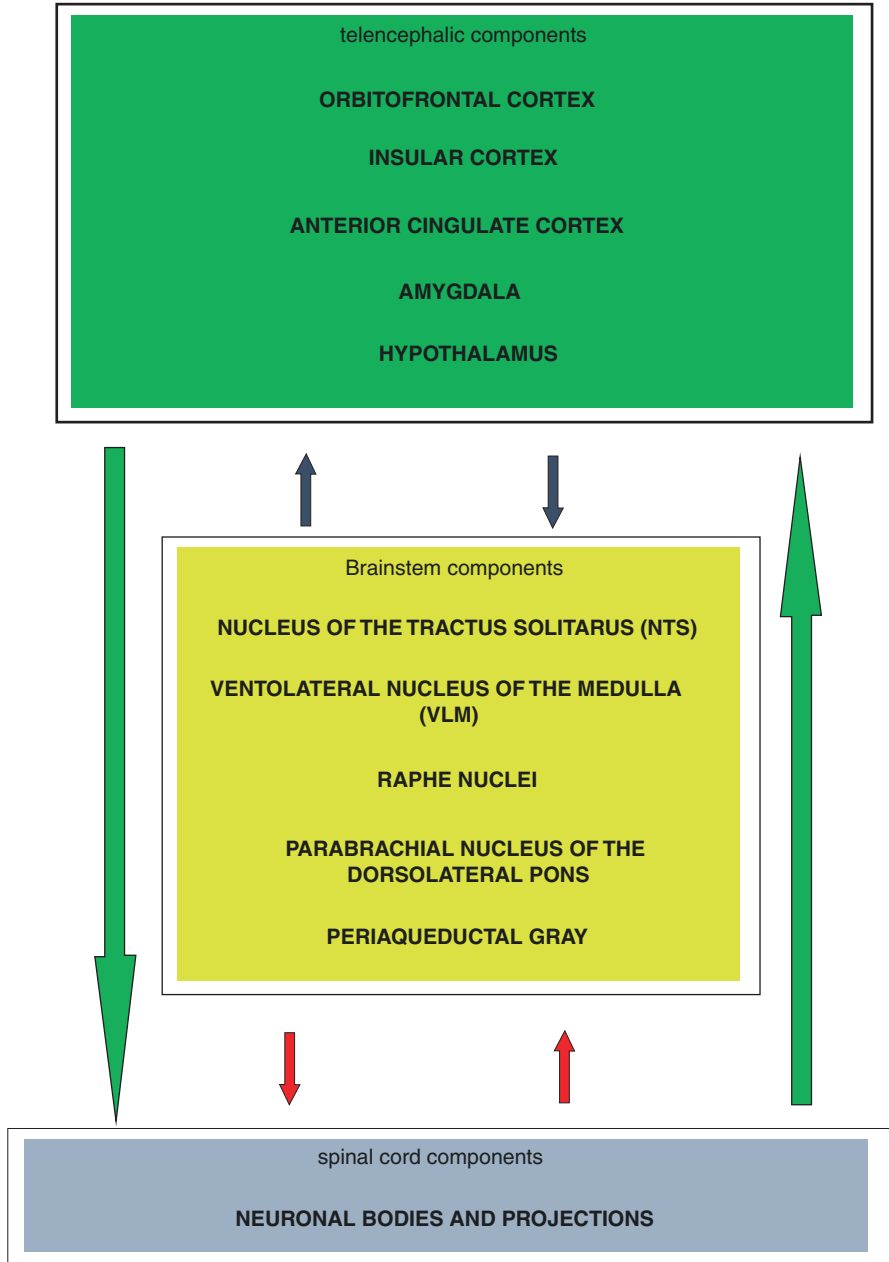 telencephalic components
ORBITOFRONTAL CORTEX
INSULAR CORTEX
ANTERIOR CINGULATE CORTEX
AMYGDALA
HYPOTHALAMUS
Brainstem components
NUCLEUS OF THE TRACTUS SOLITARUS (NTS)
VENTOLATERAL NUCLEUS OF THE MEDULLA
(VLM)
RAPHE NUCLEI
PARABRACHIAL NUCLEUS OF THE
DORSOLATERAL PONS
PERIAQUEDUCTAL GRAY
spinal cord components
NEURONAL BODIES AND PROJECTIONS